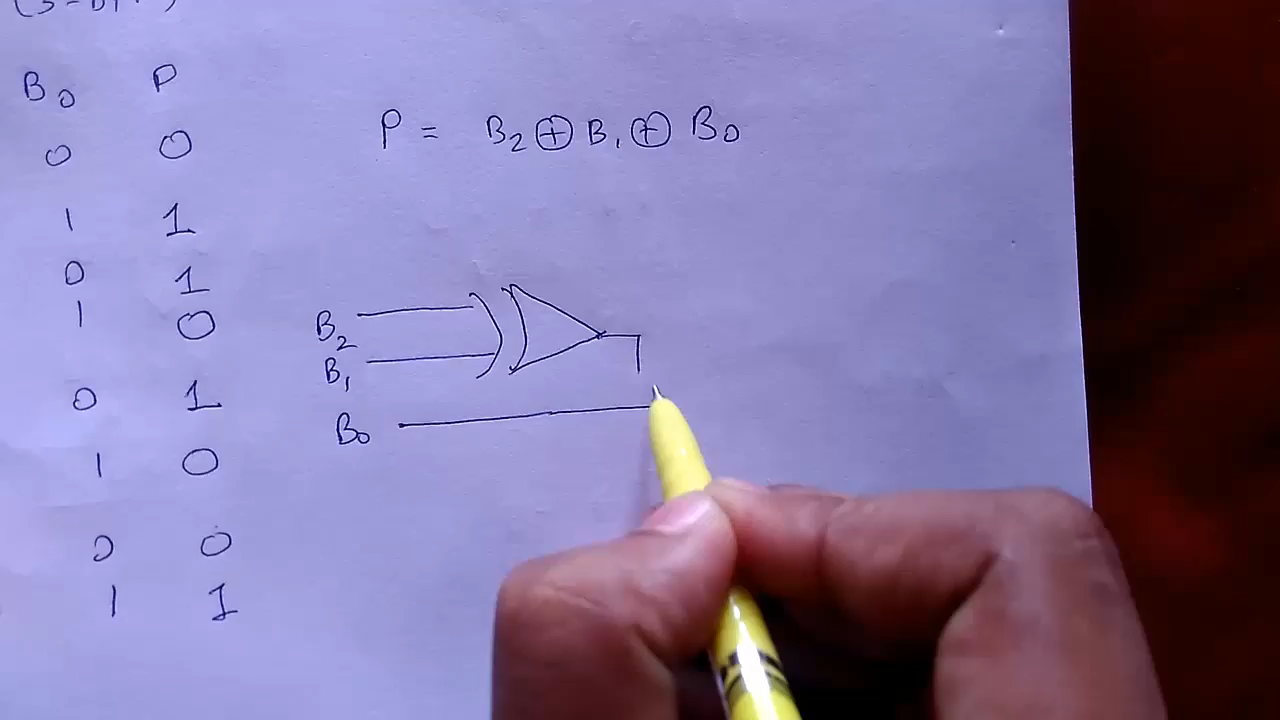 B₀ P
P = B₂ ⊕ B₁ ⊕ B₀
0 0
1 1
0 1
1 0
B₂
B₁
0 1
B₀
1 0
0 0
1 1